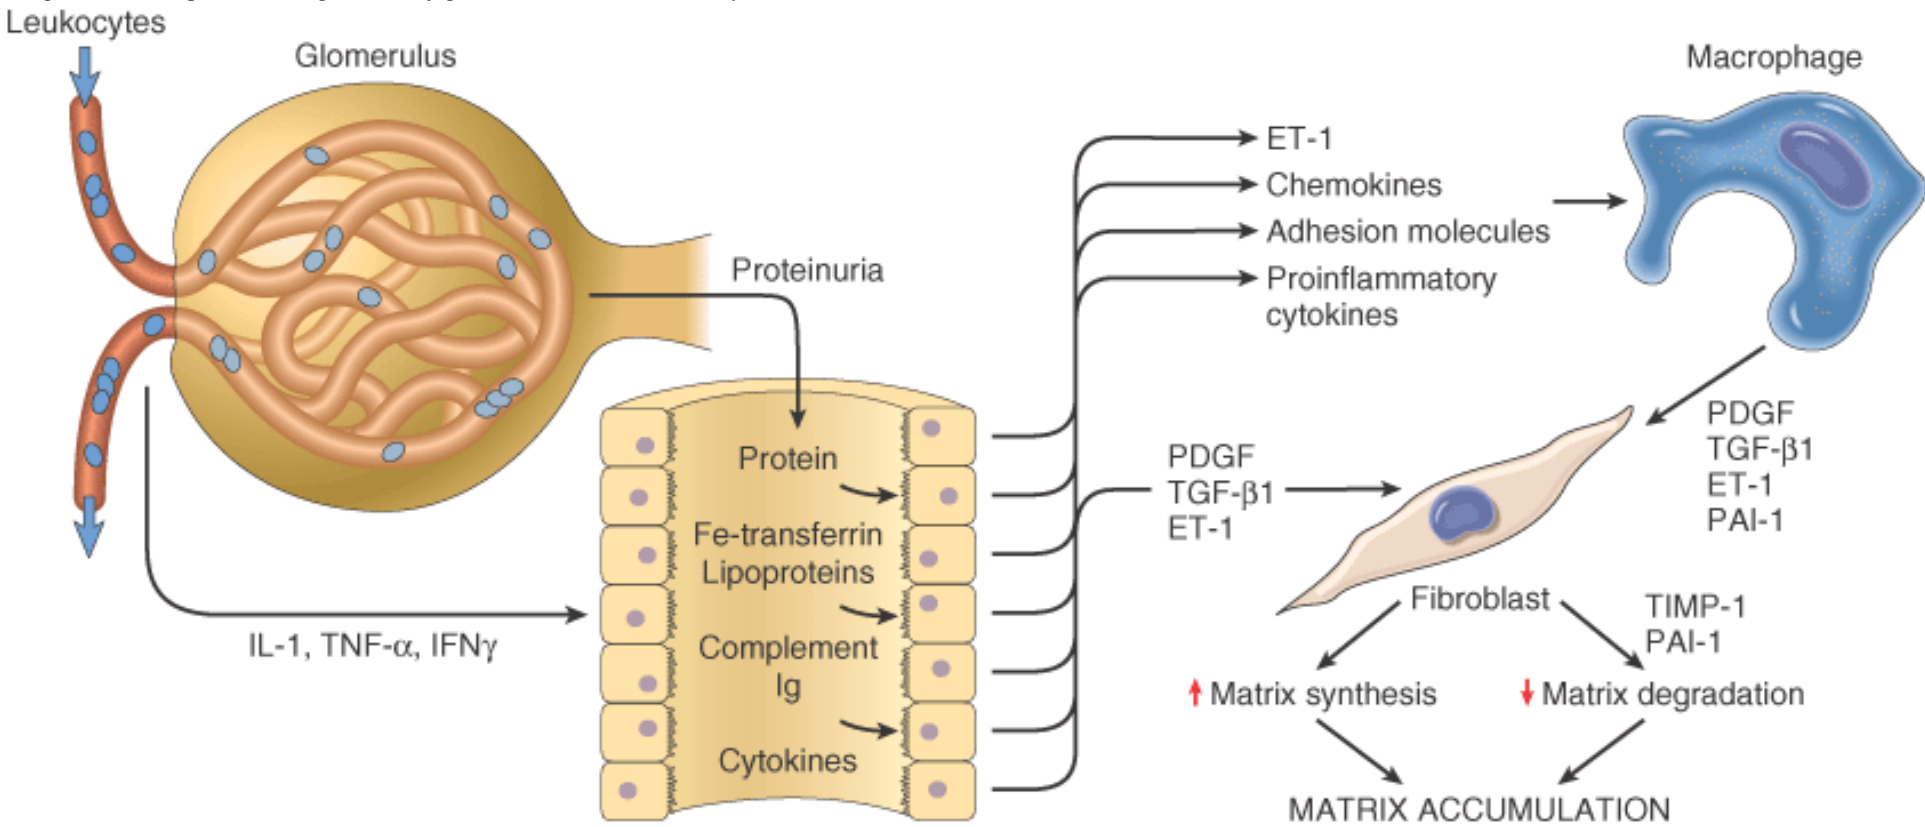 Leukocytes
Glomerulus
Macrophage
ET-1
Chemokines
Adhesion molecules
Proinflammatory
cytokines
Proteinuria
Protein
Fe-transferrin
Lipoproteins
Complement
Ig
Cytokines
IL-1, TNF-α, IFNγ
PDGF
TGF-β1
ET-1
PDGF
TGF-β1
ET-1
PAI-1
Fibroblast
TIMP-1
PAI-1
Matrix synthesis
Matrix degradation
MATRIX ACCUMULATION